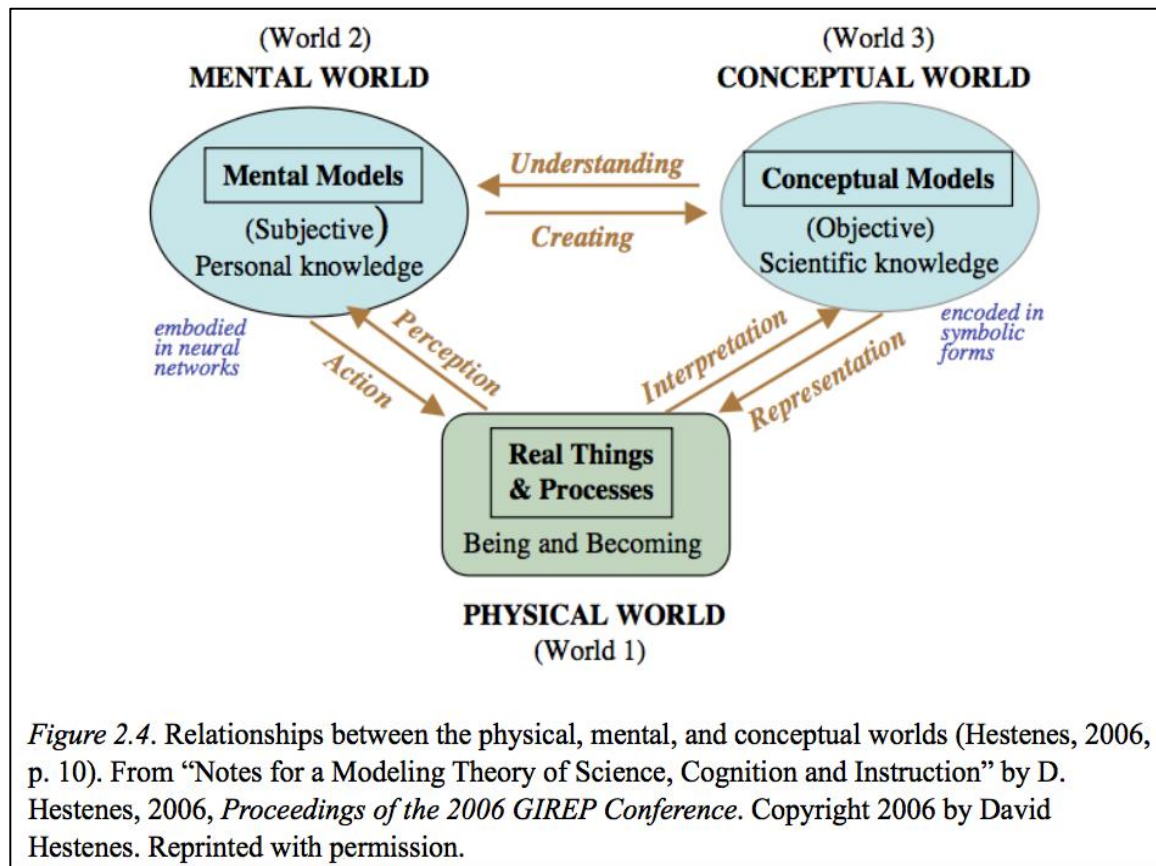 (World 2)
MENTAL WORLD
(World 3)
CONCEPTUAL WORLD
Mental Models
(Subjective)
Personal knowledge
Understanding
Creating
Conceptual Models
(Objective)
Scientific knowledge
embodied
in neural
networks
Action
Perception
Interpretation
Representation
encoded in
symbolic
forms
Real Things
& Processes
Being and Becoming
PHYSICAL WORLD
(World 1)
Figure 2.4. Relationships between the physical, mental, and conceptual worlds (Hestenes, 2006,
p. 10). From “Notes for a Modeling Theory of Science, Cognition and Instruction” by D.
Hestenes, 2006, Proceedings of the 2006 GIREP Conference. Copyright 2006 by David
Hestenes. Reprinted with permission.